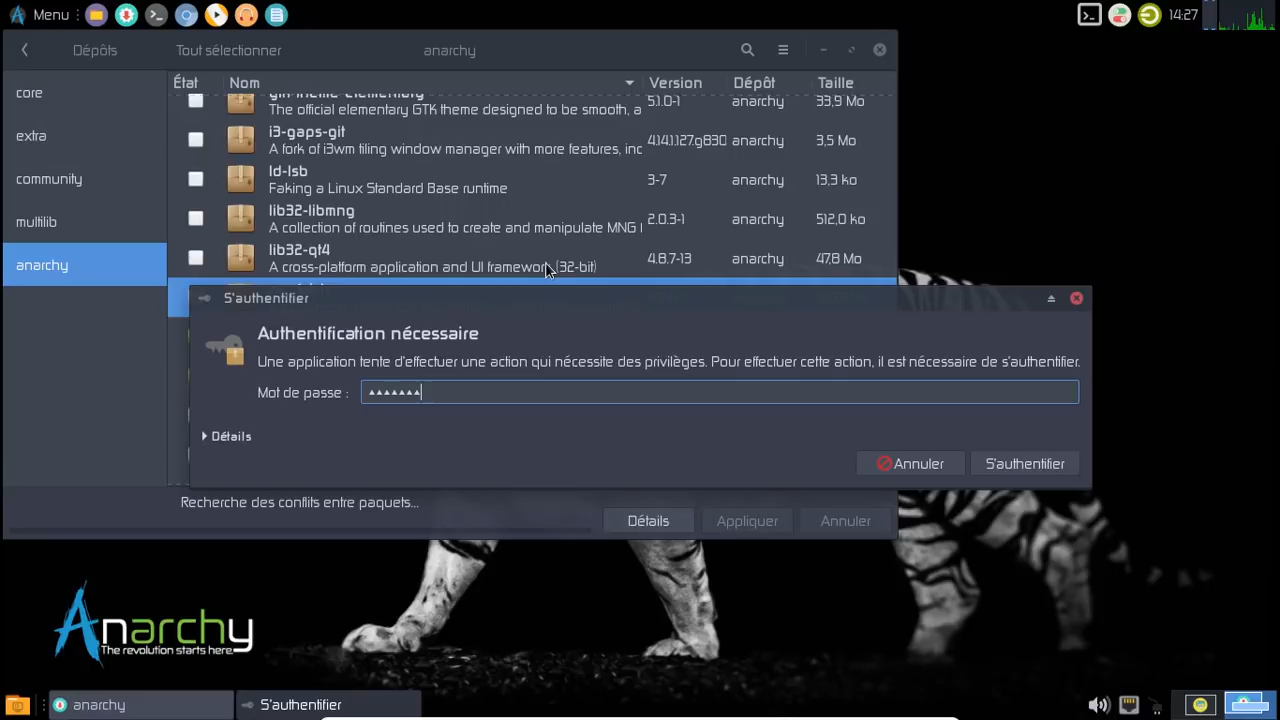 Menu
14:27
Dépôts Tout sélectionner anarchy
État Nom Version Dépôt Taille
core
extra
community
multilib
anarchy
gtk-theme-elementary
The official elementary GTK theme designed to be smooth, a
5.1.0-1 anarchy 33,9 Mo
i3-gaps-git
A fork of i3wm tiling window manager with more features, inc
anarchy 3,5 Mo
ld-lsb
Faking a Linux Standard Base runtime
3-7 anarchy 13,3 ko
lib32-libmng
A collection of routines used to create and manipulate MNG
2.0.3-1 anarchy 512,0 ko
lib32-qt4
A cross-platform application and UI framework (32-bit)
4.8.7-13 anarchy 47,8 Mo
S'authentifier
Authentification nécessaire
Une application tente d'effectuer une action qui nécessite des privilèges. Pour effectuer cette action, il est nécessaire de s'authentifier.
Mot de passe :
Détails
Annuler S'authentifier
Recherche des conflits entre paquets...
Détails Appliquer Annuler
Anarchy
The revolution starts here.
anarchy S'authentifier